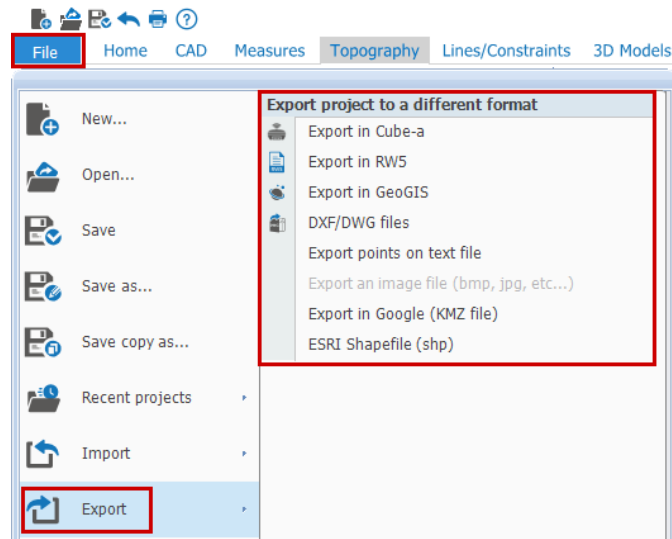 File Home CAD Measures Topography Lines/Constraints 3D Models
New...
Open...
Save
Save as...
Save copy as...
Recent projects
Import
Export
Export project to a different format
Export in Cube-a
Export in RW5
Export in GeoGIS
DXF/DWG files
Export points on text file
Export an image file (bmp, jpg, etc...)
Export in Google (KMZ file)
ESRI Shapefile (shp)